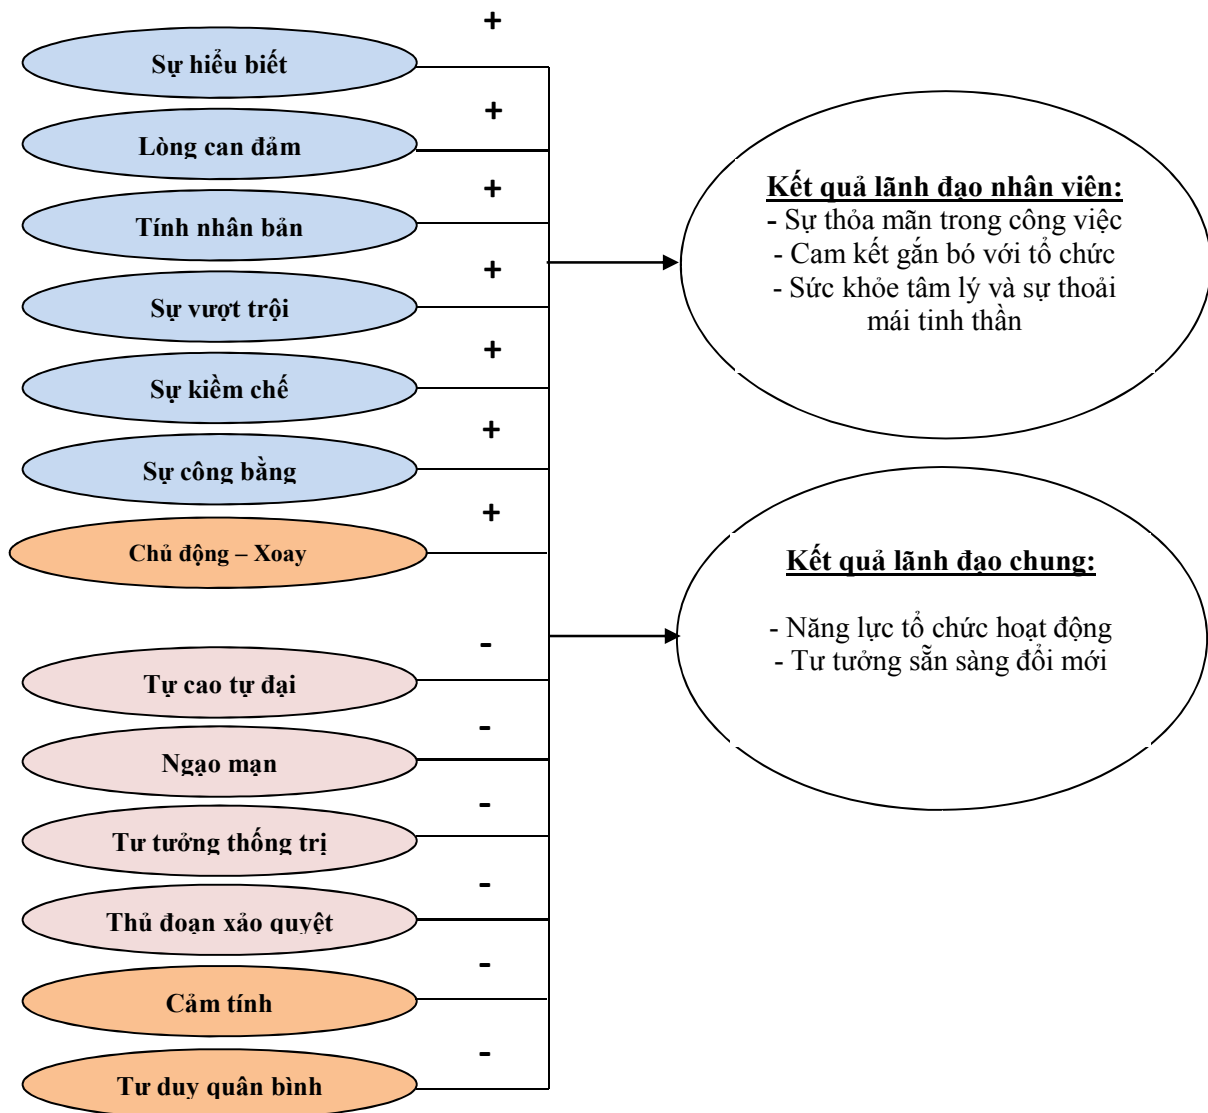 +
Sự hiểu biết
+
Lòng can đảm
+
Tính nhân bản
+
Sự vượt trội
+
Sự kiềm chế
+
Sự công bằng
+
Chủ động – Xoay
-
Tự cao tự đại
-
Ngạo mạn
-
Tư tưởng thống trị
-
Thủ đoạn xảo quyệt
-
Cảm tính
-
Tư duy quân bình
Kết quả lãnh đạo nhân viên:
- Sự thỏa mãn trong công việc
- Cam kết gắn bó với tổ chức
- Sức khỏe tâm lý và sự thoải
mái tinh thần
Kết quả lãnh đạo chung:
- Năng lực tổ chức hoạt động
- Tư tưởng sẵn sàng đổi mới